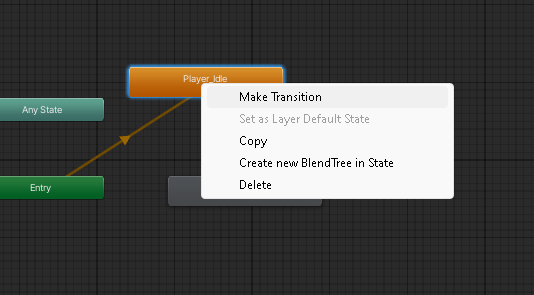 Player_Idle
Make Transition
Any State
Set as Layer Default State
Copy
Create new BlendTree in State
Entry
Delete